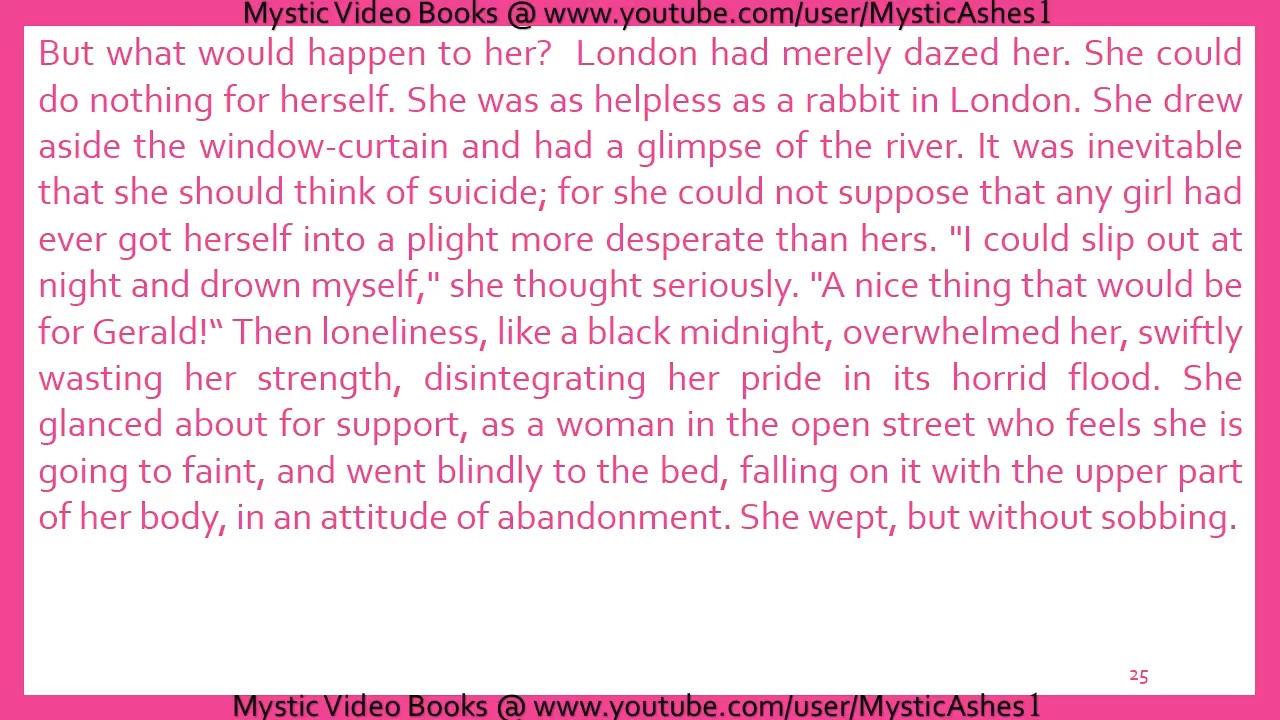 Mystic Video Books @ www.youtube.com/user/MysticAshes1
But what would happen to her?  London had merely dazed her. She could
do nothing for herself. She was as helpless as a rabbit in London. She drew
aside the window-curtain and had a glimpse of the river. It was inevitable
that she should think of suicide; for she could not suppose that any girl had
ever got herself into a plight more desperate than hers. "I could slip out at
night and drown myself," she thought seriously. "A nice thing that would be
for Gerald!“ Then loneliness, like a black midnight, overwhelmed her, swiftly
wasting her strength, disintegrating her pride in its horrid flood. She
glanced about for support, as a woman in the open street who feels she is
going to faint, and went blindly to the bed, falling on it with the upper part
of her body, in an attitude of abandonment. She wept, but without sobbing.
25
Mystic Video Books @ www.youtube.com/user/MysticAshes1